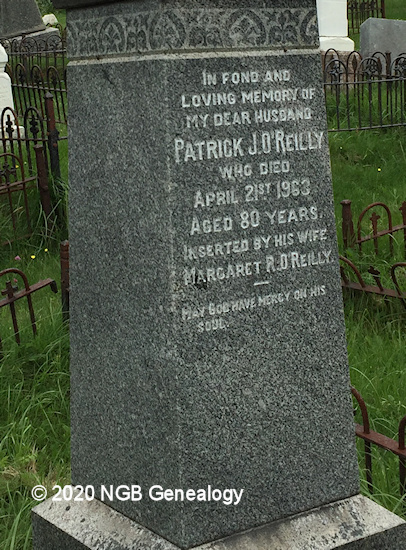 In fond and
loving memory of
my dear husband
Patrick J. O'Reilly
who died
April 21st 1963
Aged 80 years.
Inserted by his wife
Margaret R. O'Reilly.
May God have mercy on his
soul.
© 2020 NGB Genealogy